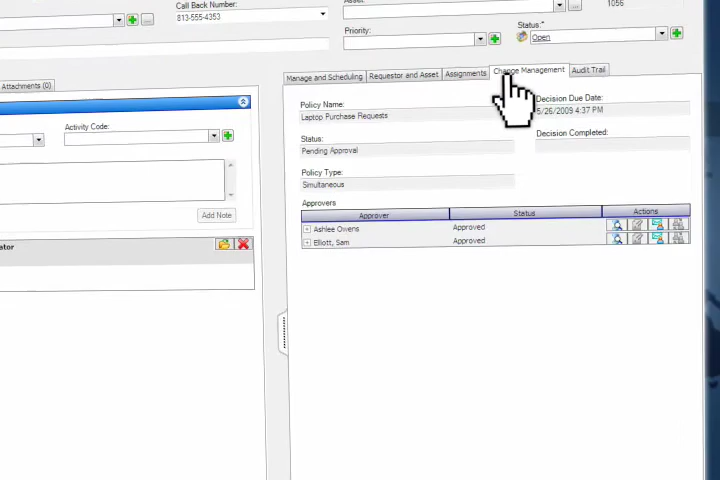 Asset:
1056
Call Back Number:
813-555-4353
Priority:
Status:*
Open
Attachments (0)
Manage and Scheduling
Requestor and Asset
Assignments
Change Management
Audit Trail
Activity Code:
Add Note
Policy Name:
Laptop Purchase Requests
Decision Due Date:
5/26/2009 4:37 PM
Status:
Pending Approval
Decision Completed:
Policy Type:
Simultaneous
Approvers
Approver Status Actions
Ashlee Owens Approved
Elliott, Sam Approved